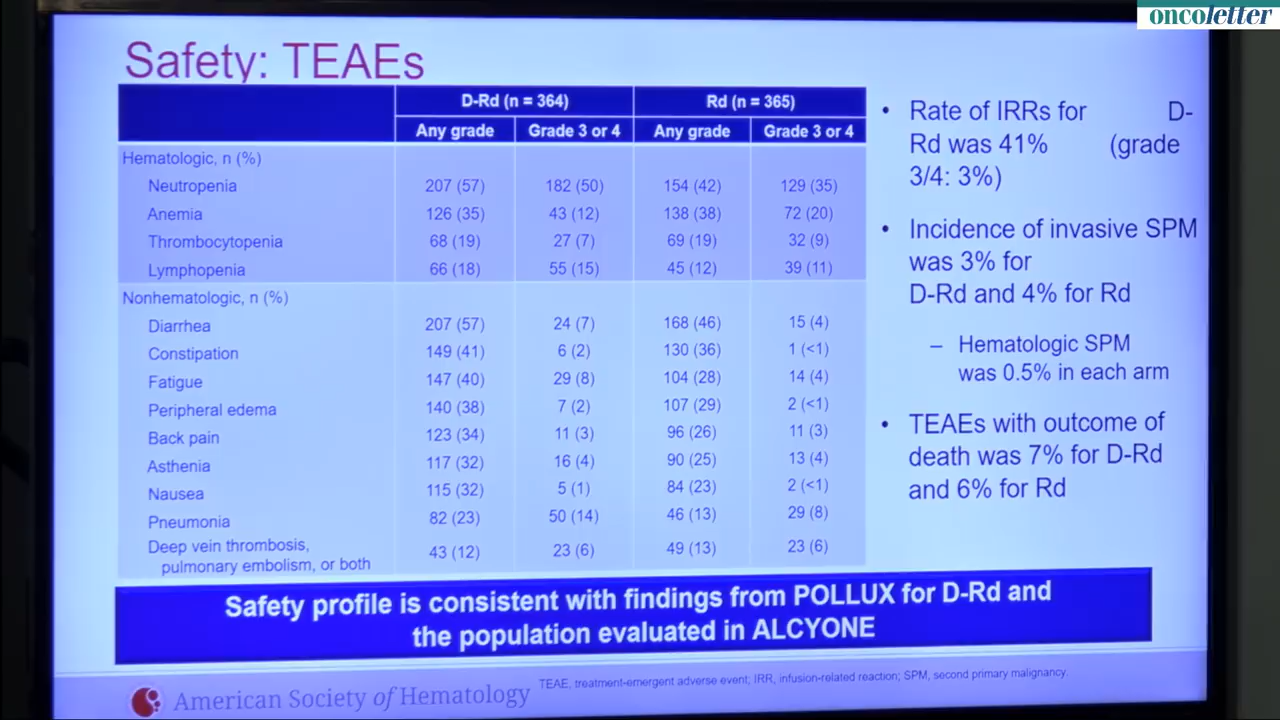 oncoletter
Safety: TEAEs
D-Rd (n = 364) Rd (n = 365)
Any grade Grade 3 or 4 Any grade Grade 3 or 4
Hematologic, n (%)
Neutropenia 207 (57) 182 (50) 154 (42) 129 (35)
Anemia 126 (35) 43 (12) 138 (38) 72 (20)
Thrombocytopenia 68 (19) 27 (7) 69 (19) 32 (9)
Lymphopenia 66 (18) 55 (15) 45 (12) 39 (11)
Nonhematologic, n (%)
Diarrhea 207 (57) 24 (7) 168 (46) 15 (4)
Constipation 149 (41) 6 (2) 130 (36) 1 (<1)
Fatigue 147 (40) 29 (8) 104 (28) 14 (4)
Peripheral edema 140 (38) 7 (2) 107 (29) 2 (<1)
Back pain 123 (34) 11 (3) 96 (26) 11 (3)
Asthenia 117 (32) 16 (4) 90 (25) 13 (4)
Nausea 115 (32) 5 (1) 84 (23) 2 (<1)
Pneumonia 82 (23) 50 (14) 46 (13) 29 (8)
Deep vein thrombosis,
pulmonary embolism, or both 43 (12) 23 (6) 49 (13) 23 (6)
• Rate of IRRs for D-
Rd was 41% (grade
3/4: 3%)
• Incidence of invasive SPM
was 3% for
D-Rd and 4% for Rd
– Hematologic SPM
was 0.5% in each arm
• TEAEs with outcome of
death was 7% for D-Rd
and 6% for Rd
Safety profile is consistent with findings from POLLUX for D-Rd and
the population evaluated in ALCYONE
American Society of Hematology
TEAE, treatment-emergent adverse event; IRR, infusion-related reaction; SPM, second primary malignancy.